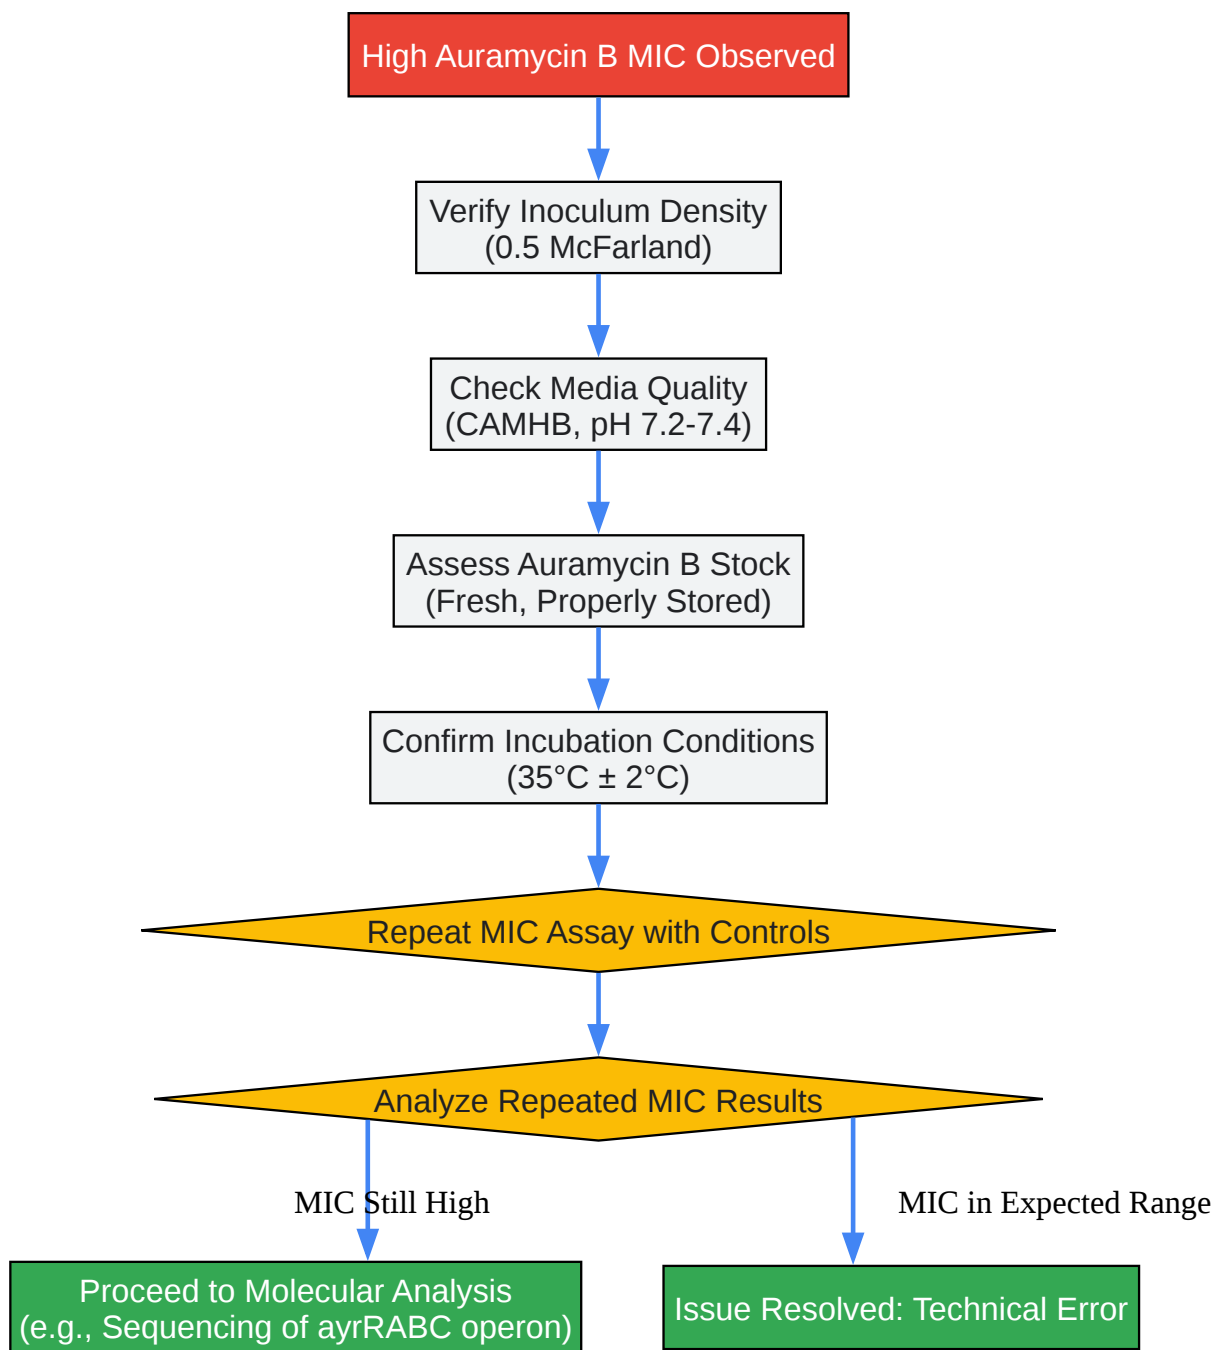 High Auramycin B MIC Observed
Verify Inoculum Density
(0.5 McFarland)
Check Media Quality
(CAMHB, pH 7.2-7.4)
Assess Auramycin B Stock
(Fresh, Properly Stored)
Confirm Incubation Conditions
(35°C ± 2°C)
Repeat MIC Assay with Controls
Analyze Repeated MIC Results
MIC Still High
MIC in Expected Range
Proceed to Molecular Analysis
(e.g., Sequencing of ayrRABC operon)
Issue Resolved: Technical Error